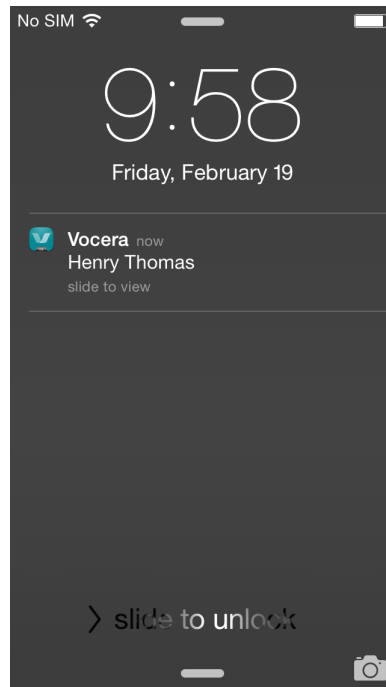 No SIM
9:58
Friday, February 19
Vocera now
Henry Thomas
slide to view
slide to unlock